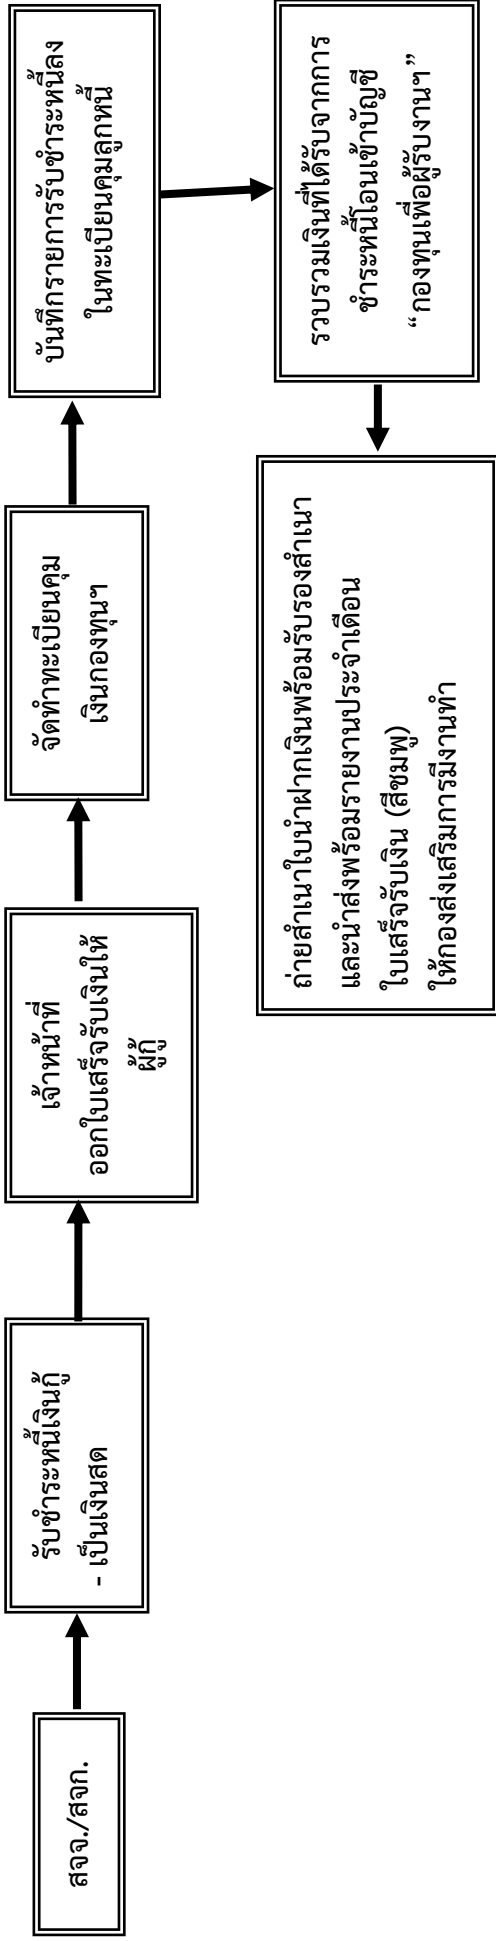 สจจ./สจก.
รับชำระหนี้เงินกู้
- เป็นเงินสด
เจ้าหน้าที่
ออกใบเสร็จรับเงินให้
ผู้กู้
จัดทำทะเบียนคุม
เงินกองทุนฯ
บันทึกรายการรับชำระหนี้ลง
ในทะเบียนคุมลูกหนี้
รวบรวมเงินที่ได้รับจากการ
ชำระหนี้โอนเข้าบัญชี
“กองทุนเพื่อผู้รับงานฯ”
ถ่ายสำเนาใบนำฝากเงินพร้อมรับรองสำเนา
และนำส่งพร้อมรายงานประจำเดือน
ใบเสร็จรับเงิน (สีชมพู)
ให้กองส่งเสริมการมีงานทำ